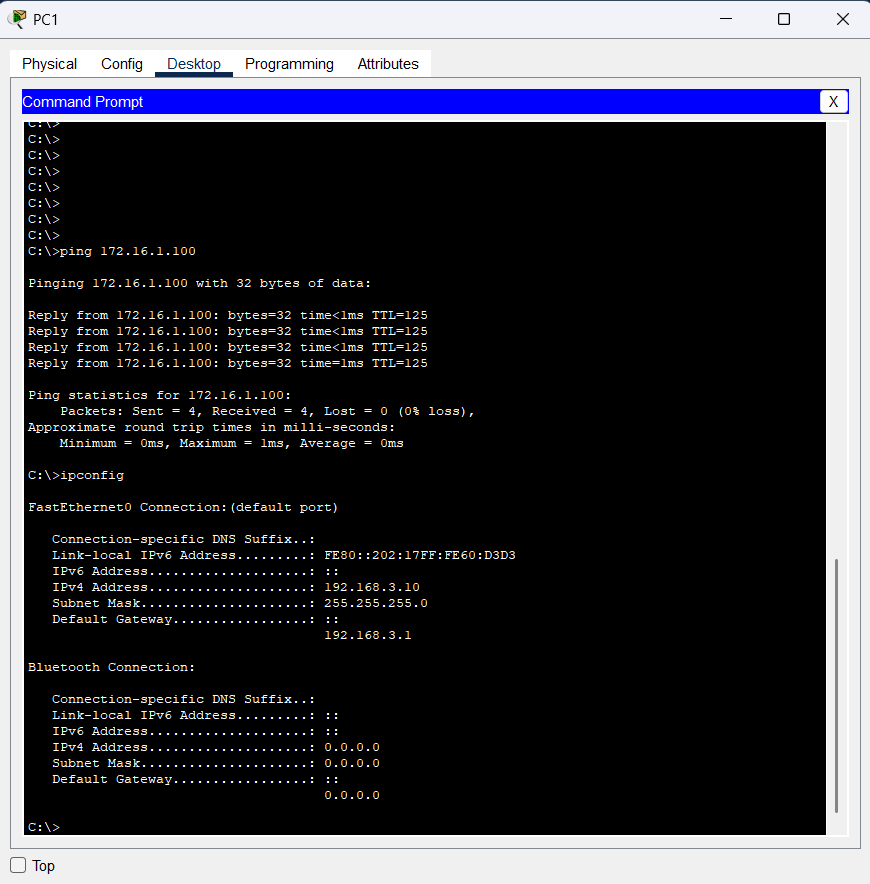 PC1
Physical Config Desktop Programming Attributes
Command Prompt X
C:\>
C:\>
C:\>
C:\>
C:\>
C:\>
C:\>
C:\>
C:\>ping 172.16.1.100
Pinging 172.16.1.100 with 32 bytes of data:
Reply from 172.16.1.100: bytes=32 time<1ms TTL=125
Reply from 172.16.1.100: bytes=32 time<1ms TTL=125
Reply from 172.16.1.100: bytes=32 time<1ms TTL=125
Reply from 172.16.1.100: bytes=32 time=1ms TTL=125
Ping statistics for 172.16.1.100:
Packets: Sent = 4, Received = 4, Lost = 0 (0% loss),
Approximate round trip times in milli-seconds:
Minimum = 0ms, Maximum = 1ms, Average = 0ms
C:\>ipconfig
FastEthernet0 Connection:(default port)
Connection-specific DNS Suffix..:
Link-local IPv6 Address.........: FE80::202:17FF:FE60:D3D3
IPv6 Address....................: ::
IPv4 Address....................: 192.168.3.10
Subnet Mask.....................: 255.255.255.0
Default Gateway.................: ::
192.168.3.1
Bluetooth Connection:
Connection-specific DNS Suffix..:
Link-local IPv6 Address.........: ::
IPv6 Address....................: ::
IPv4 Address....................: 0.0.0.0
Subnet Mask.....................: 0.0.0.0
Default Gateway.................: ::
0.0.0.0
C:\>
Top